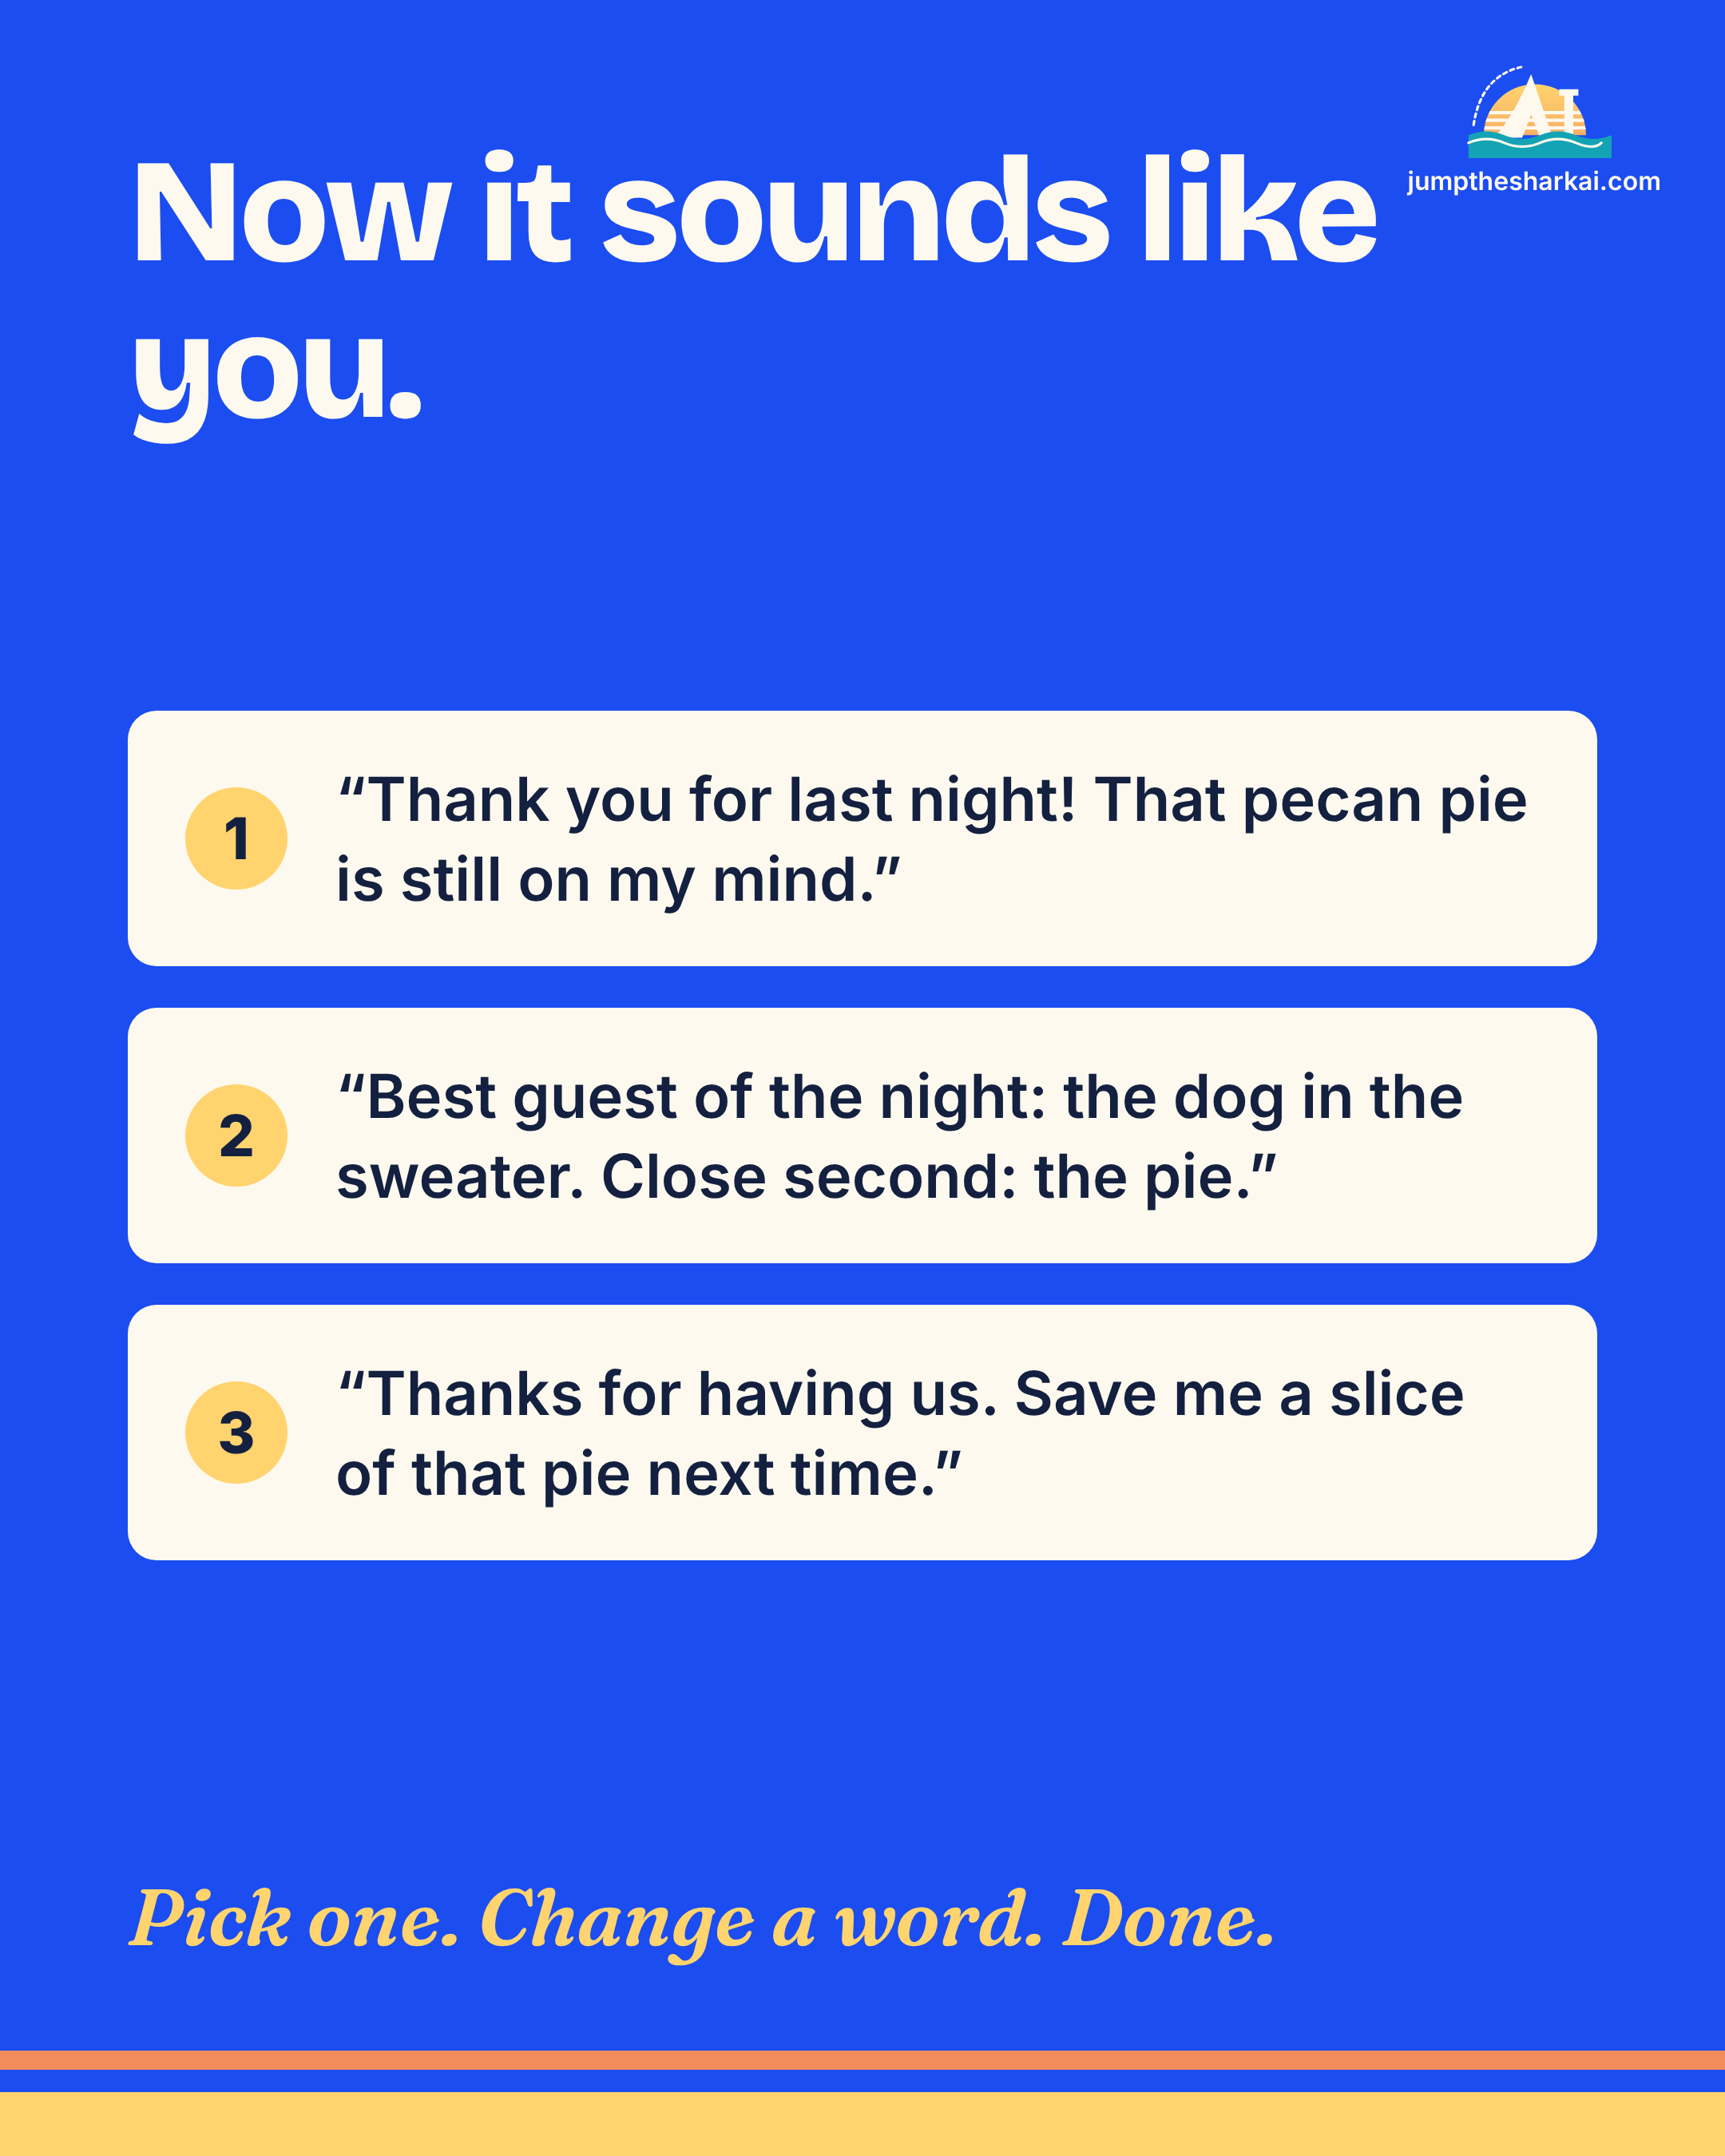 AI
jumpthesharkai.com
Now it sounds like
you.
1
“Thank you for last night! That pecan pie
is still on my mind.”
2
“Best guest of the night: the dog in the
sweater. Close second: the pie.”
3
“Thanks for having us. Save me a slice
of that pie next time.”
Pick one. Change a word. Done.